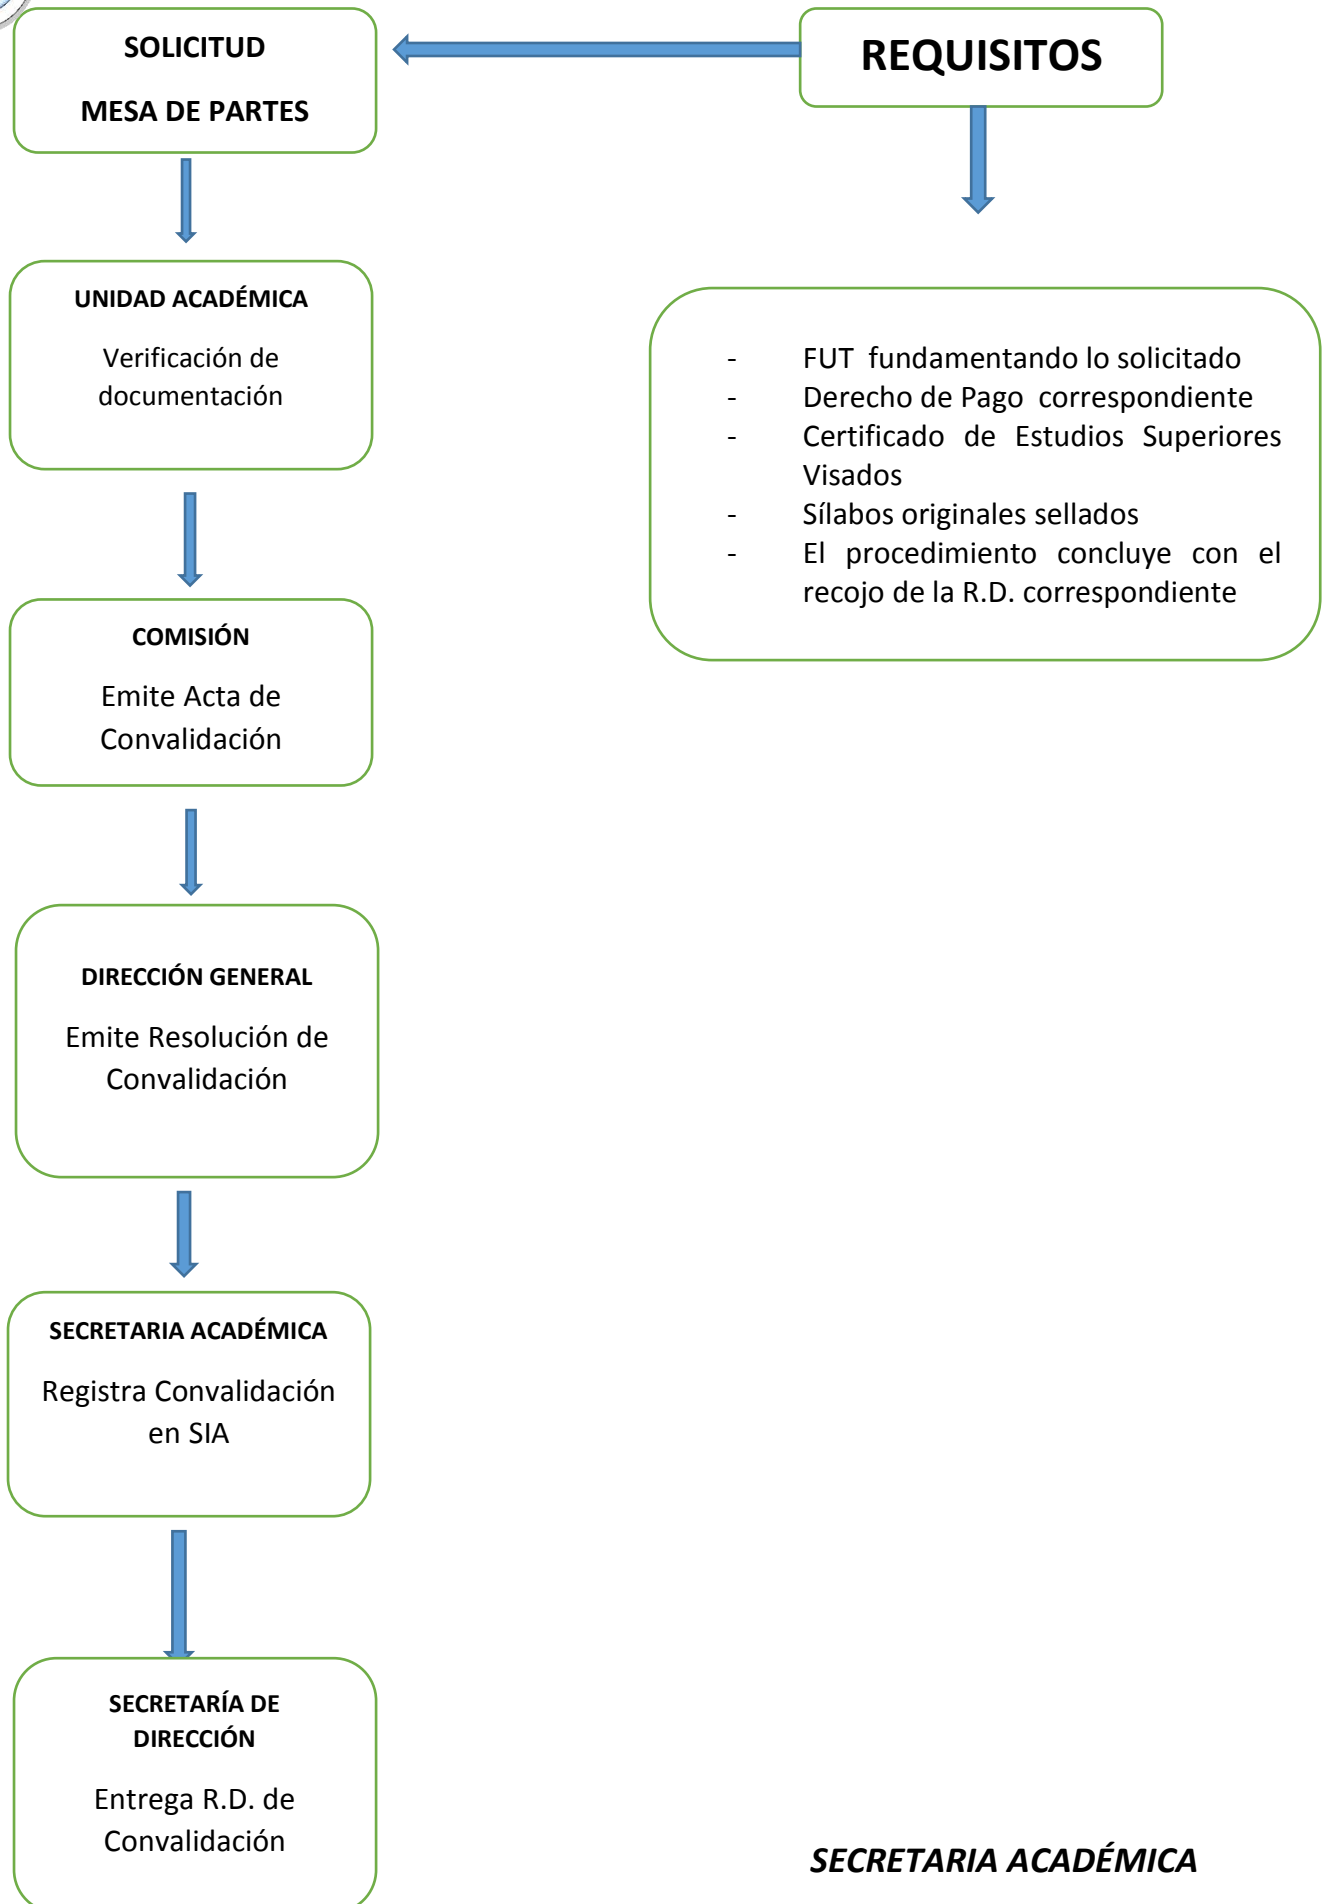 SOLICITUD
MESA DE PARTES
REQUISITOS
UNIDAD ACADÉMICA
Verificación de
documentación
- FUT fundamentando lo solicitado
- Derecho de Pago correspondiente
- Certificado de Estudios Superiores
Visados
- Sílabos originales sellados
- El procedimiento concluye con el
recojo de la R.D. correspondiente
COMISIÓN
Emite Acta de
Convalidación
DIRECCIÓN GENERAL
Emite Resolución de
Convalidación
SECRETARIA ACADÉMICA
Registra Convalidación
en SIA
SECRETARÍA DE
DIRECCIÓN
Entrega R.D. de
Convalidación
SECRETARIA ACADÉMICA